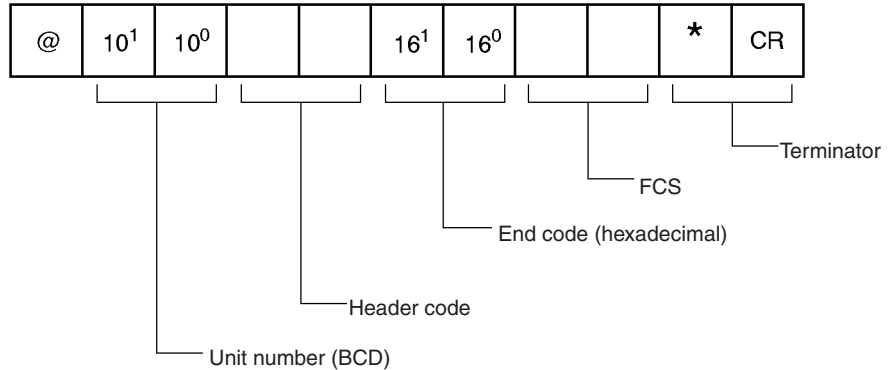 @ 10¹ 10⁰ 16¹ 16⁰ * CR
Terminator
FCS
End code (hexadecimal)
Header code
Unit number (BCD)